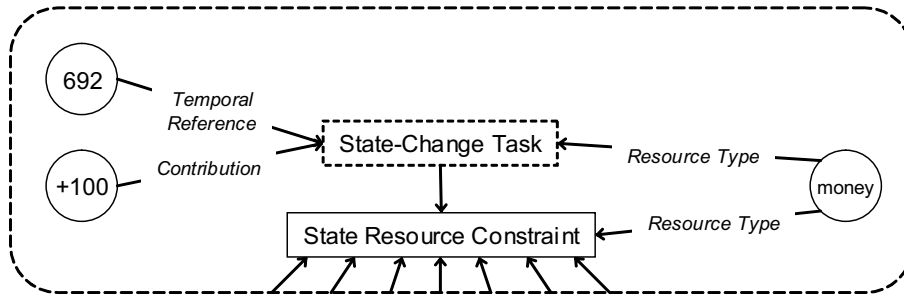 692
Temporal
Reference
State-Change Task
Resource Type
+100
Contribution
money
Resource Type
State Resource Constraint